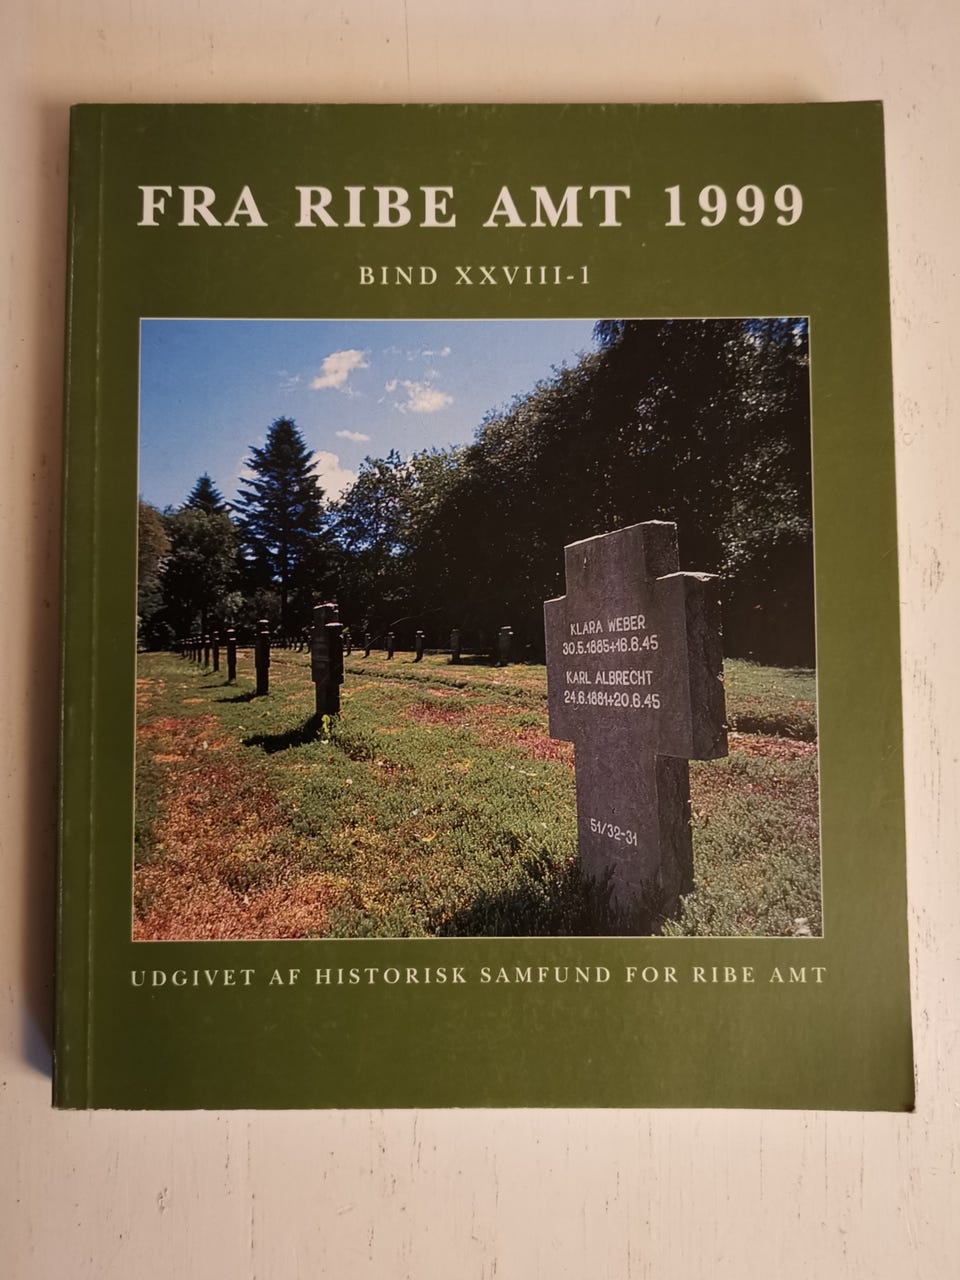 FRA RIBE AMT 1999
BIND XXVIII-1
KLARA WEBER
30.5.1885+16.6.45
KARL ALBRECHT
24.6.1881+20.6.45
51/32-31
UDGIVET AF HISTORISK SAMFUND FOR RIBE AMT